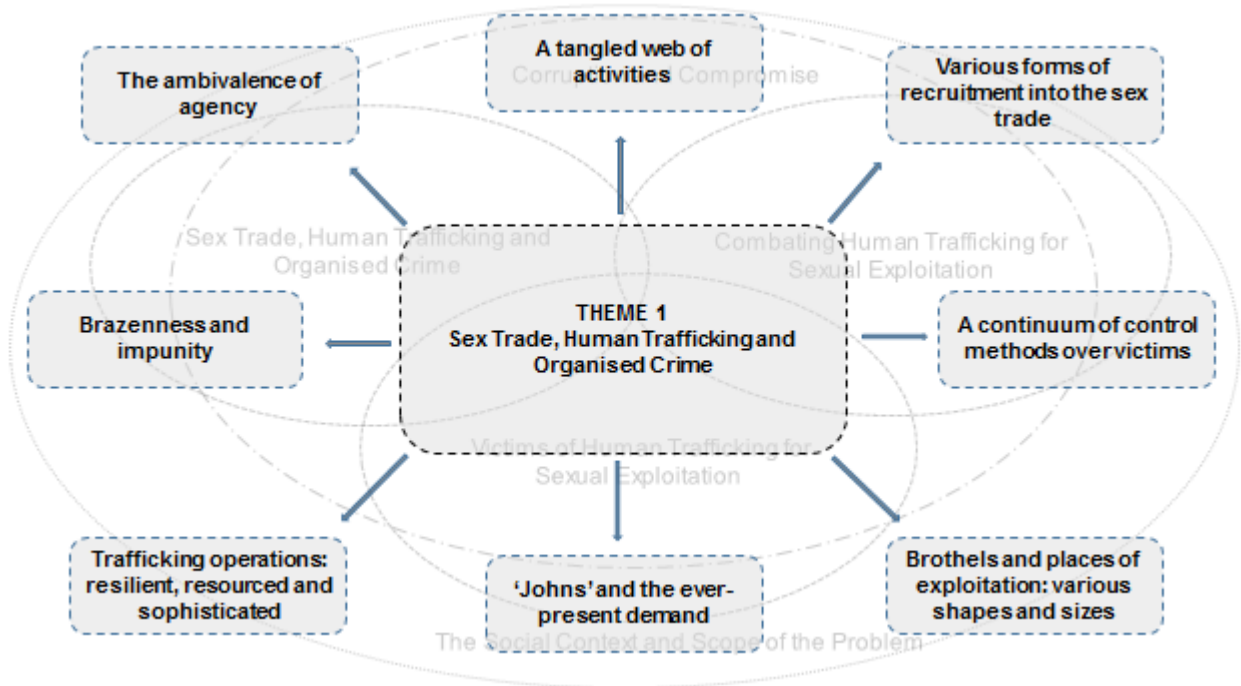 The ambivalence of
agency
A tangled web of
activities
Various forms of
recruitment into the sex
trade
Compromise
Sex Trade, Human Trafficking and
Organised Crime
Combating Human Trafficking for
Sexual Exploitation
Brazenness and
impunity
THEME 1
Sex Trade, Human Trafficking and
Organised Crime
A continuum of control
methods over victims
Victims of Human Trafficking for
Sexual Exploitation
Trafficking operations:
resilient, resourced and
sophisticated
‘Johns’ and the ever-
present demand
Brothels and places of
exploitation: various
shapes and sizes
The Social Context and Scope of the Problem